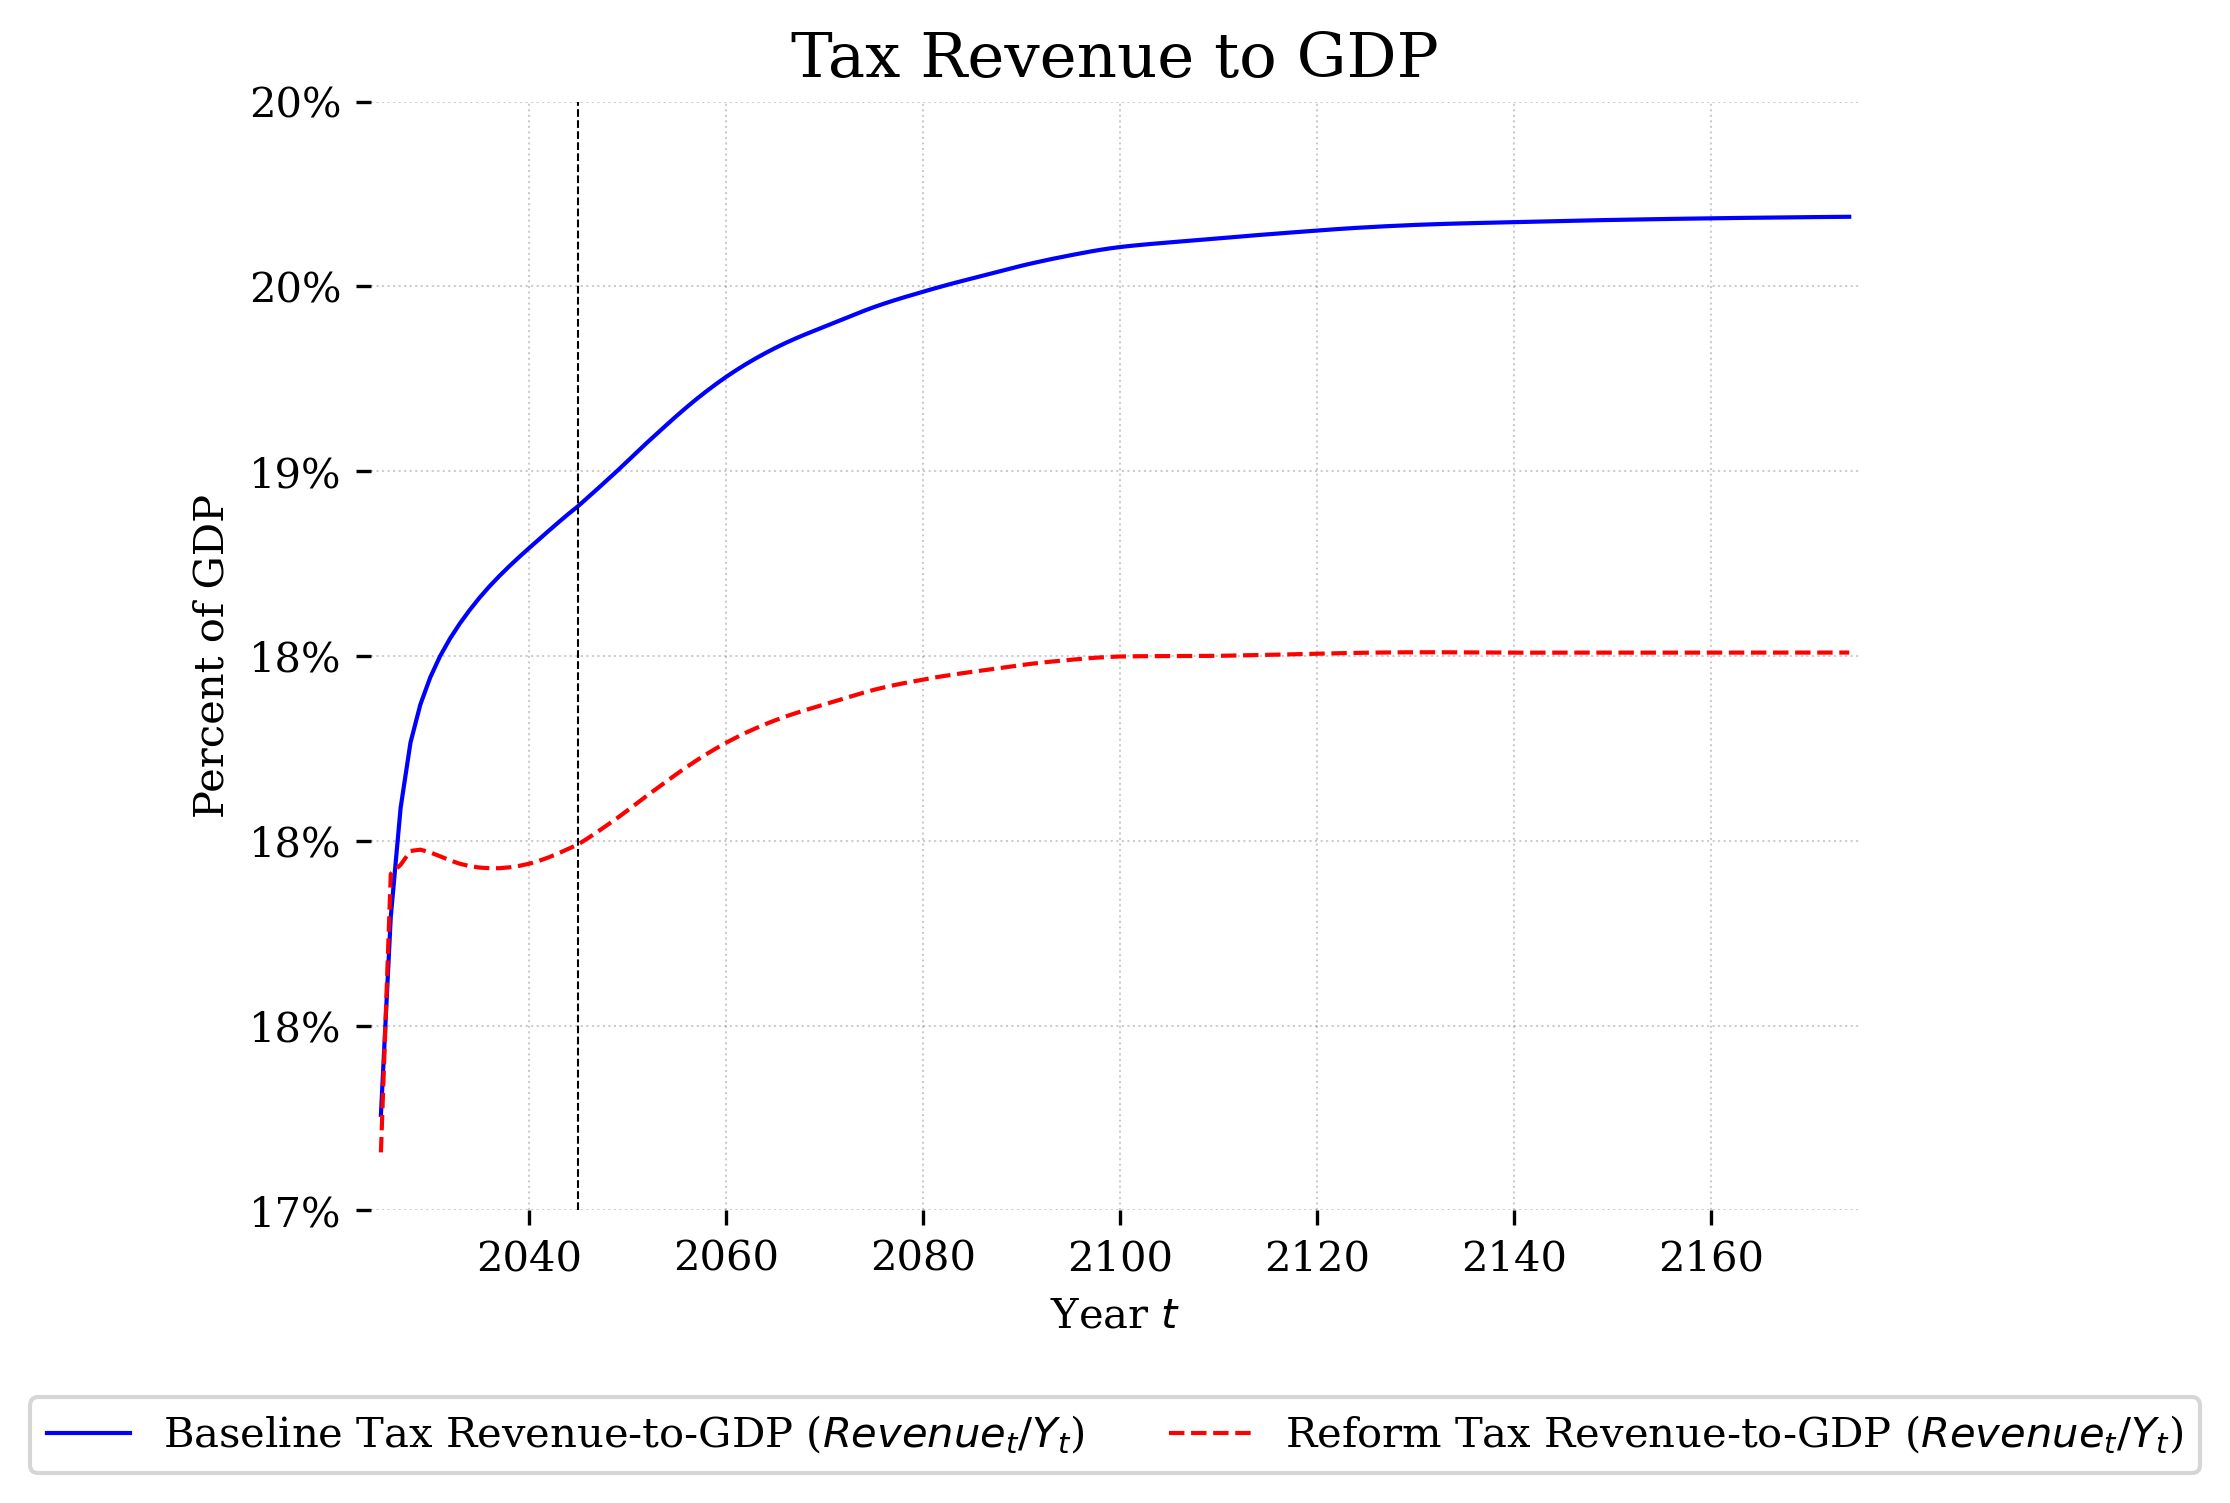 Tax Revenue to GDP
20%
20%
19%
18%
18%
18%
17%
Percent of GDP
2040 2060 2080 2100 2120 2140 2160
Year t
Baseline Tax Revenue-to-GDP (Revenue_t/Y_t) Reform Tax Revenue-to-GDP (Revenue_t/Y_t)